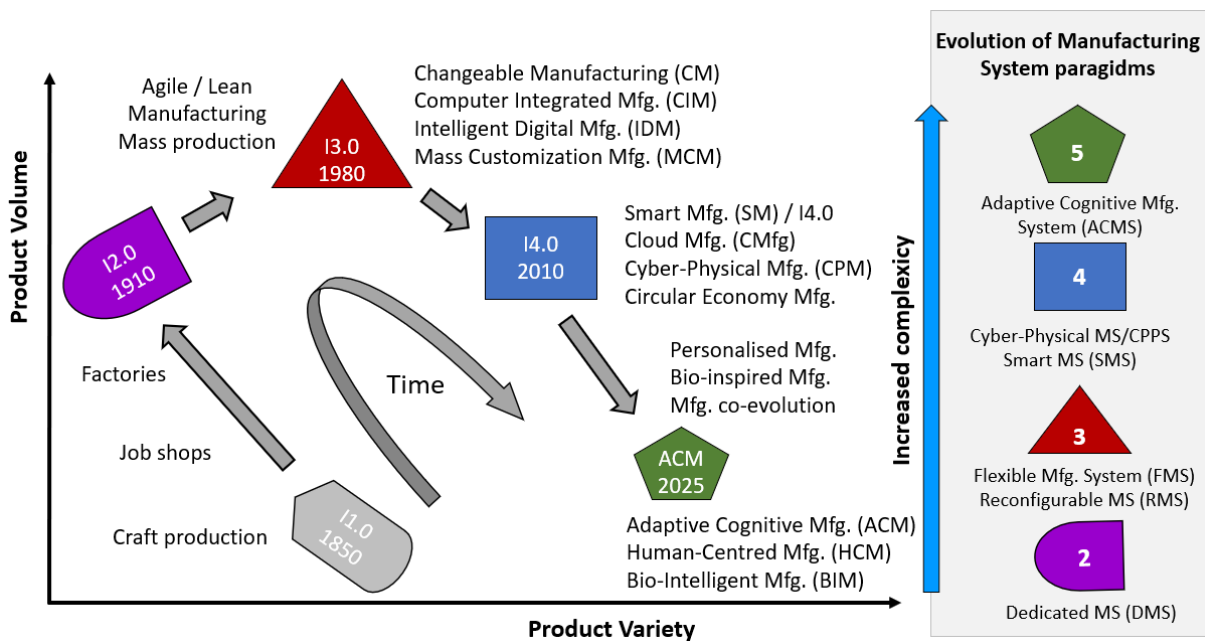 Product Volume
Agile / Lean
Manufacturing
Mass production
I3.0
1980
Changeable Manufacturing (CM)
Computer Integrated Mfg. (CIM)
Intelligent Digital Mfg. (IDM)
Mass Customization Mfg. (MCM)
I2.0
1910
I4.0
2010
Smart Mfg. (SM) / I4.0
Cloud Mfg. (CMfg)
Cyber-Physical Mfg. (CPM)
Circular Economy Mfg.
Factories
Time
Personalised Mfg.
Bio-inspired Mfg.
Mfg. co-evolution
Job shops
ACM
2025
Craft production
I1.0
1850
Adaptive Cognitive Mfg. (ACM)
Human-Centred Mfg. (HCM)
Bio-Intelligent Mfg. (BIM)
Product Variety
Increased complexicy
Evolution of Manufacturing
System paragidms
5
Adaptive Cognitive Mfg.
System (ACMS)
4
Cyber-Physical MS/CPPS
Smart MS (SMS)
3
Flexible Mfg. System (FMS)
Reconfigurable MS (RMS)
2
Dedicated MS (DMS)